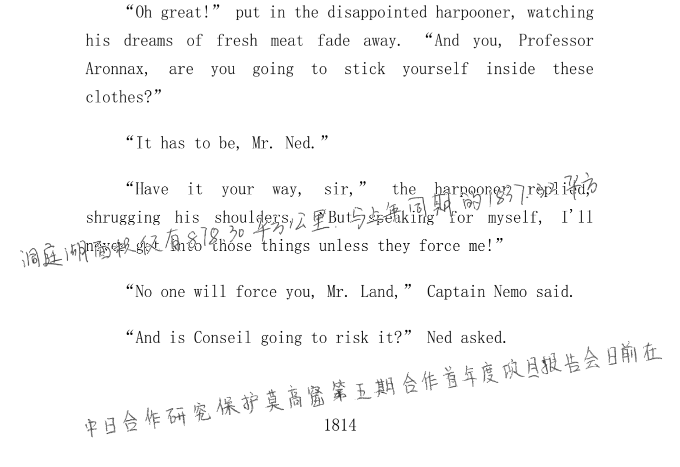 “Oh great!” put in the disappointed harpooner, watching
his dreams of fresh meat fade away. “And you, Professor
Aronnax, are you going to stick yourself inside these
clothes?”
“It has to be, Mr. Ned.”
“Have it your way, sir,” the harpooner replied,
shrugging his shoulders. “But speaking for myself, I'll
never get into those things unless they force me!”
洞庭湖面积仅有878.30平方公里.与上年同期的1837.37平方
“No one will force you, Mr. Land,” Captain Nemo said.
“And is Conseil going to risk it?” Ned asked.
中日合作研究保护莫高窟第五期合作首年度项目报告会日前在
1814